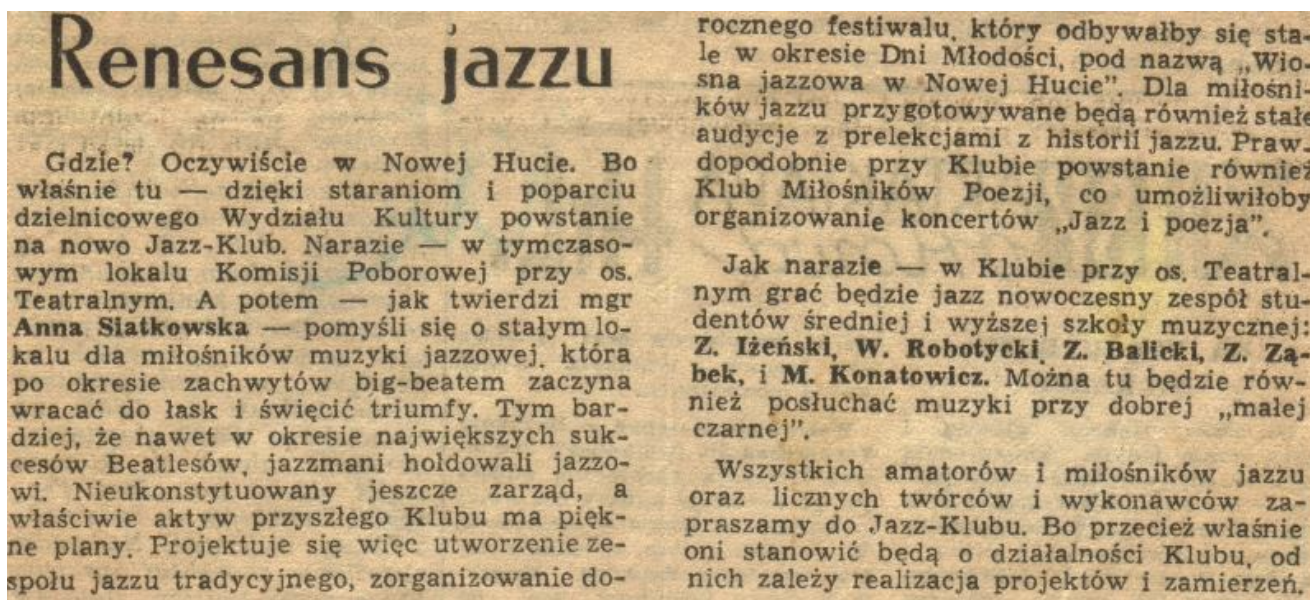 Renesans jazzu
Gdzie? Oczywiście w Nowej Hucie. Bo
właśnie tu — dzięki staraniom i poparciu
dzielnicowego Wydziału Kultury powstanie
na nowo Jazz-Klub. Narazie — w tymczaso-
wym lokalu Komisji Poborowej przy os.
Teatralnym. A potem — jak twierdzi mgr
Anna Siatkowska — pomyśli się o stałym lo-
kalu dla miłośników muzyki jazzowej, która
po okresie zachwytów big-beatem zaczyna
wracać do łask i święcić triumfy. Tym bar-
dziej, że nawet w okresie największych suk-
cesów Beatlesów, jazzmani hołdowali jazzo-
wi. Nieukonstytuowany jeszcze zarząd, a
właściwie aktyw przyszłego Klubu ma pięk-
ne plany. Projektuje się więc utworzenie ze-
społu jazzu tradycyjnego, zorganizowanie do-
rocznego festiwalu, który odbywałby się sta-
le w okresie Dni Młodości, pod nazwą „Wio-
sna jazzowa w Nowej Hucie”. Dla miłośni-
ków jazzu przygotowywane będą również stałe
audycje z prelekcjami z historii jazzu. Praw-
dopodobnie przy Klubie powstanie również
Klub Miłośników Poezji, co umożliwiłoby
organizowanie koncertów „Jazz i poezja”.
Jak narazie — w Klubie przy os. Teatral-
nym grać będzie jazz nowoczesny zespół stu-
dentów średniej i wyższej szkoły muzycznej:
Z. Iżeński, W. Robotycki, Z. Balicki, Z. Zą-
bek, i M. Konatowicz. Można tu będzie rów-
nież posłuchać muzyki przy dobrej „małej
czarnej”.
Wszystkich amatorów i miłośników jazzu
oraz licznych twórców i wykonawców za-
praszamy do Jazz-Klubu. Bo przecież właśnie
oni stanowić będą o działalności Klubu, od
nich zależy realizacja projektów i zamierzeń.